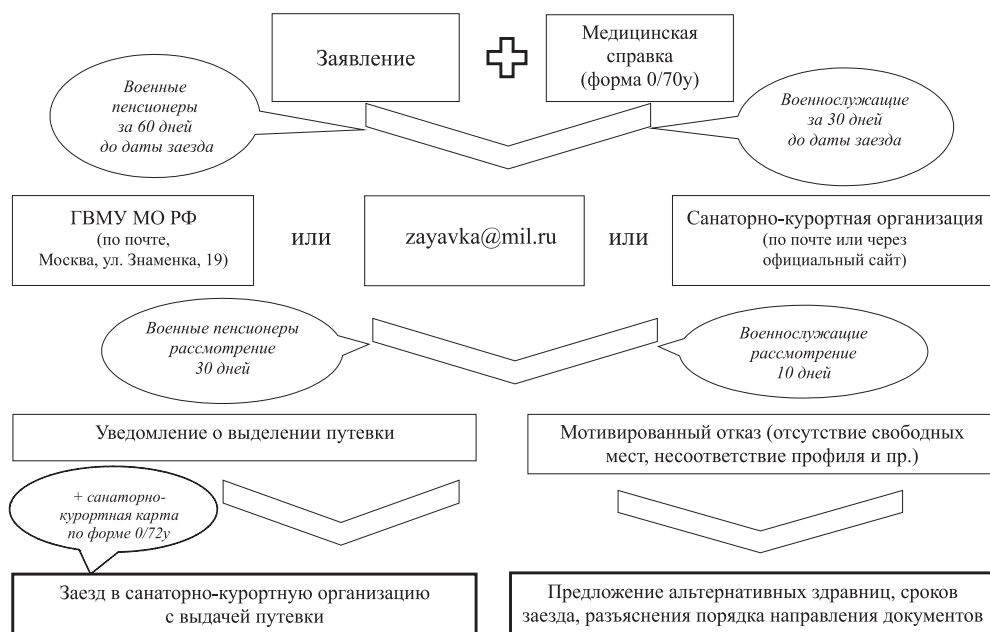 Заявление
Медицинская
справка
(форма 0/70у)
Военные
пенсионеры
за 60 дней
до даты заезда
Военнослужащие
за 30 дней
до даты заезда
ГВМУ МО РФ
(по почте,
Москва, ул. Знаменка, 19)
или
zayavka@mil.ru
или
Санаторно-курортная организация
(по почте или через
официальный сайт)
Военные пенсионеры
рассмотрение
30 дней
Военнослужащие
рассмотрение
10 дней
Уведомление о выделении путевки
Мотивированный отказ (отсутствие свободных
мест, несоответствие профиля и пр.)
+ санаторно-
курортная карта
по форме 0/72у
Заезд в санаторно-курортную организацию
с выдачей путевки
Предложение альтернативных здравниц, сроков
заезда, разъяснения порядка направления документов